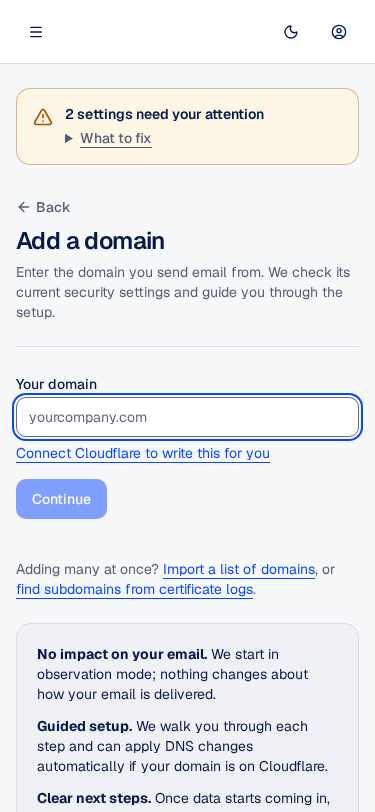 2 settings need your attention
What to fix
Back
Add a domain
Enter the domain you send email from. We check its
current security settings and guide you through the
setup.
Your domain
yourcompany.com
Connect Cloudflare to write this for you
Continue
Adding many at once? Import a list of domains, or
find subdomains from certificate logs.
No impact on your email. We start in
observation mode; nothing changes about
how your email is delivered.
Guided setup. We walk you through each
step and can apply DNS changes
automatically if your domain is on Cloudflare.
Clear next steps. Once data starts coming in,